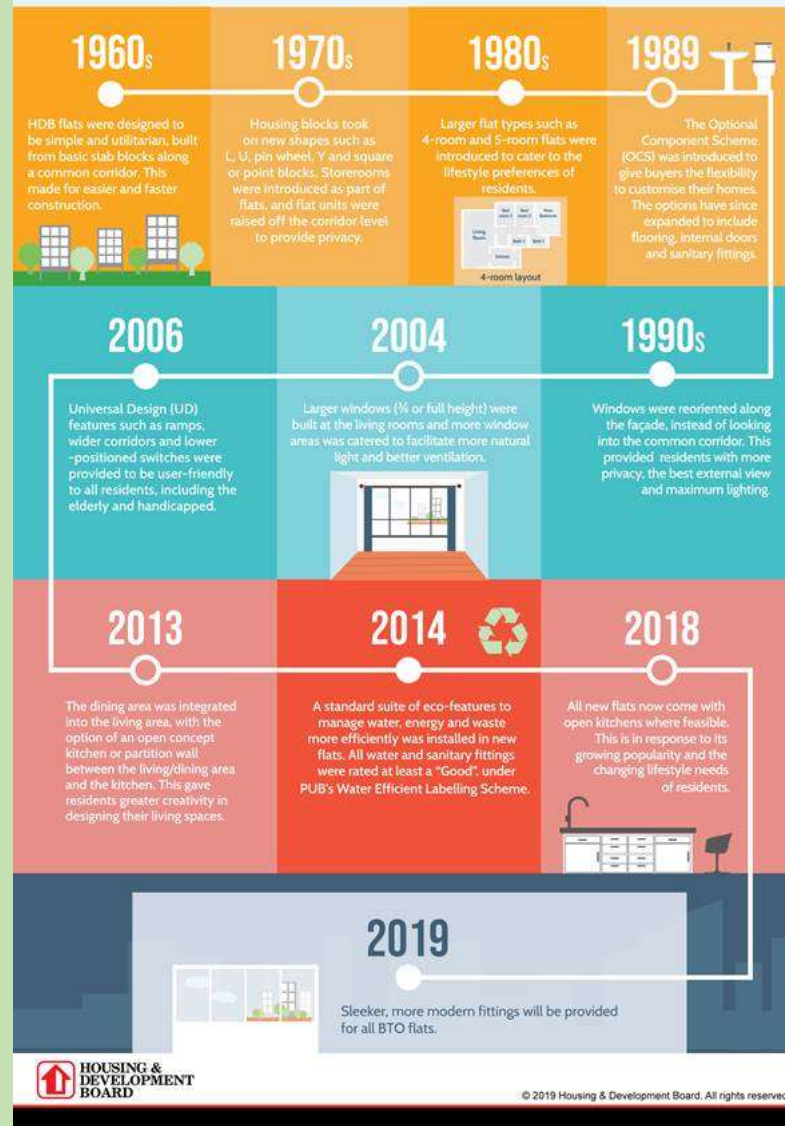 1960s
HDB flats were designed to
be simple and utilitarian, built
from basic slab blocks along
a common corridor. This
made for easier and faster
construction.
1970s
Housing blocks took
on new shapes such as
L, U, pin wheel, Y and square
or point blocks. Storerooms
were introduced as part of
flats, and flat units were
raised off the corridor level
to provide privacy.
1980s
Larger flat types such as
4-room and 5-room flats were
introduced to cater to the
lifestyle preferences of
residents.
Living
Room
Kitchen
4-room layout
1989
The Optional
Component Scheme
(OCS) was introduced to
give buyers the flexibility
to customise their homes.
The options have since
expanded to include
flooring, internal doors
and sanitary fittings.
1990s
Windows were reoriented along
the façade, instead of looking
into the common corridor. This
provided residents with more
privacy, the best external view
and maximum lighting.
2004
Larger windows (¾ or full height) were
built at the living rooms and more window
areas was catered to facilitate more natural
light and better ventilation.
2006
Universal Design (UD)
features such as ramps,
wider corridors and lower
-positioned switches were
provided to be user-friendly
to all residents, including the
elderly and handicapped.
2013
The dining area was integrated
into the living area, with the
option of an open concept
kitchen or partition wall
between the living/dining area
and the kitchen. This gave
residents greater creativity in
designing their living spaces.
2014
A standard suite of eco-features to
manage water, energy and waste
more efficiently was installed in new
flats. All water and sanitary fittings
were rated at least a "Good", under
PUB's Water Efficient Labelling Scheme.
2018
All new flats now come with
open kitchens where feasible.
This is in response to its
growing popularity and the
changing lifestyle needs
of residents.
2019
Sleeker, more modern fittings will be provided
for all BTO flats.
HOUSING &
DEVELOPMENT
BOARD
© 2019 Housing & Development Board. All rights reserved